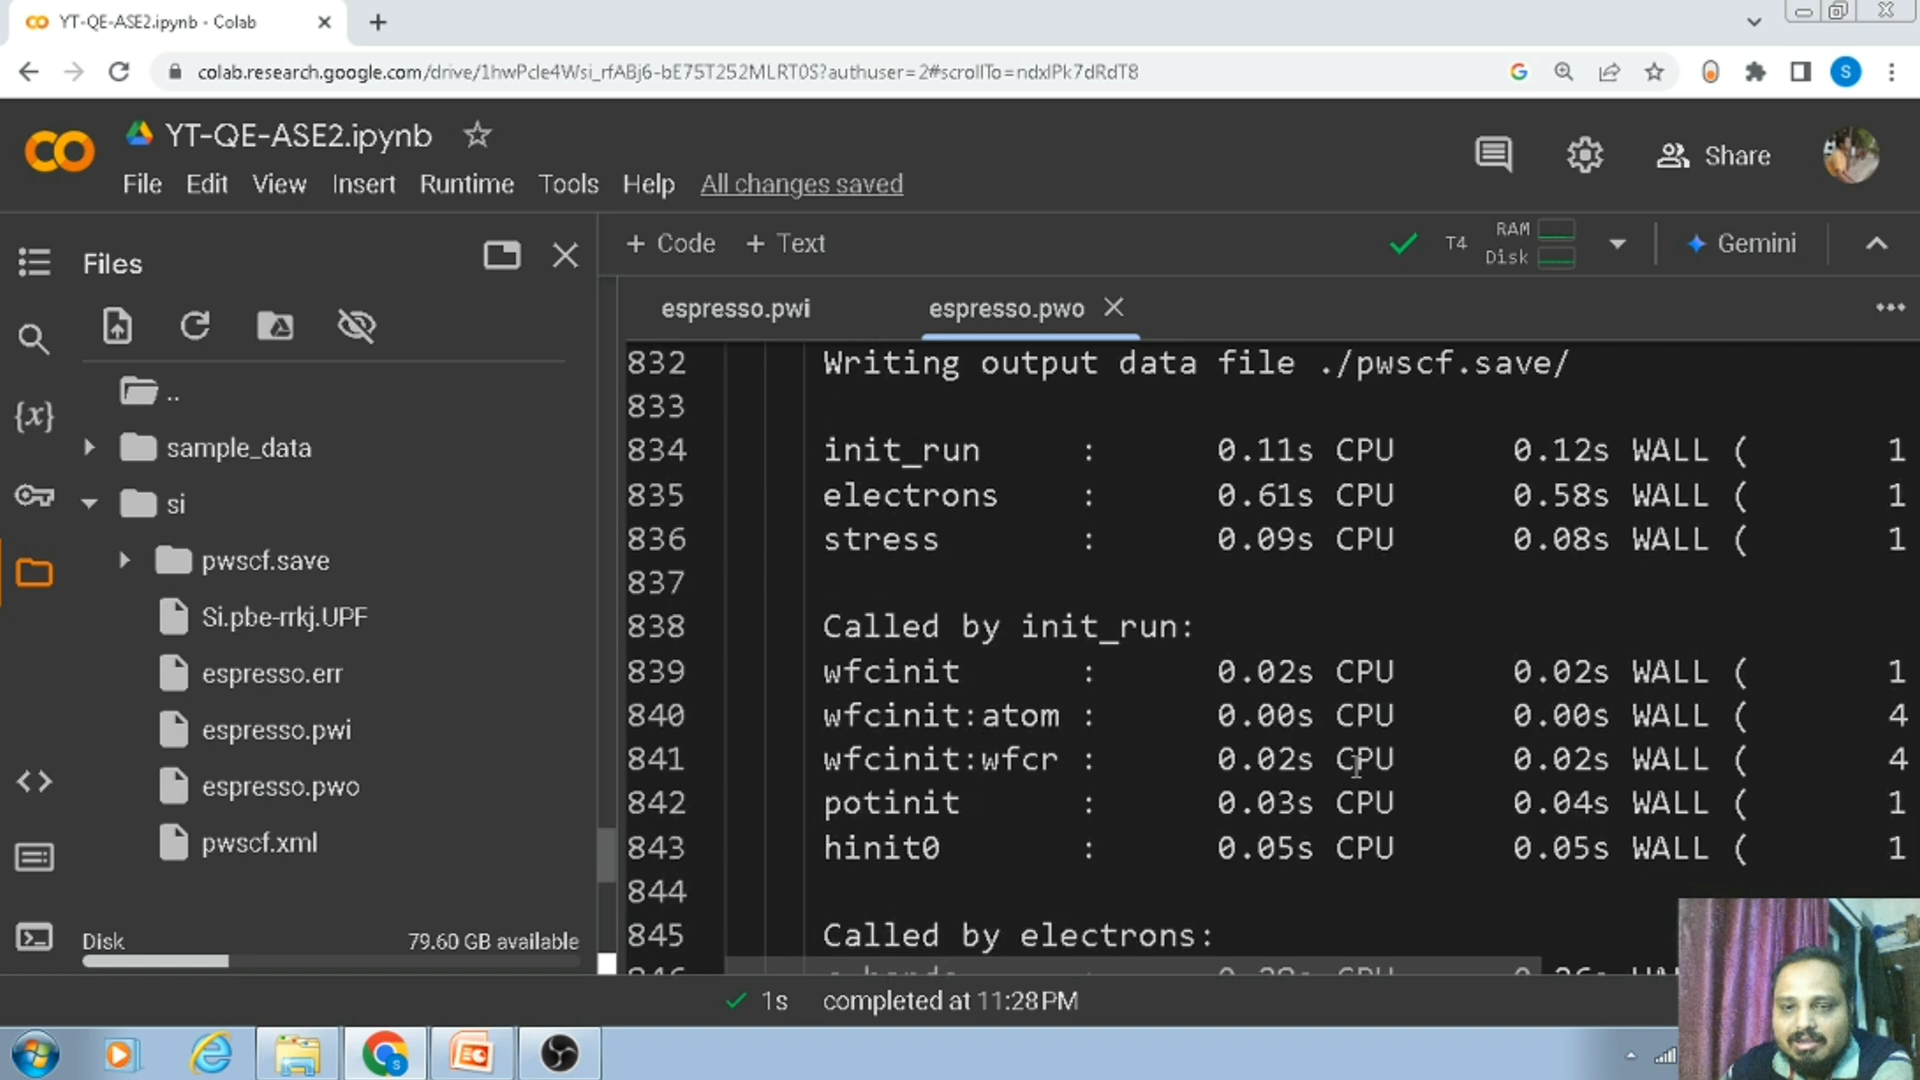 YT-QE-ASE2.ipynb - Colab
colab.research.google.com/drive/1hwPcIe4Wsi_rfABj6-bE75T252MLRT0S?authuser=2#scrollTo=ndxIPk7dRdT8
S
YT-QE-ASE2.ipynb
Share
File Edit View Insert Runtime Tools Help All changes saved
Files
+ Code + Text
T4 RAM Disk
Gemini
espresso.pwi espresso.pwo
..
sample_data
si
pwscf.save
Si.pbe-rrkj.UPF
espresso.err
espresso.pwi
espresso.pwo
pwscf.xml
Disk 79.60 GB available
832 Writing output data file ./pwscf.save/
833
834 init_run : 0.11s CPU 0.12s WALL ( 1
835 electrons : 0.61s CPU 0.58s WALL ( 1
836 stress : 0.09s CPU 0.08s WALL ( 1
837
838 Called by init_run:
839 wfcinit : 0.02s CPU 0.02s WALL ( 1
840 wfcinit:atom : 0.00s CPU 0.00s WALL ( 4
841 wfcinit:wfcr : 0.02s CPU 0.02s WALL ( 4
842 potinit : 0.03s CPU 0.04s WALL ( 1
843 hinit0 : 0.05s CPU 0.05s WALL ( 1
844
845 Called by electrons:
1s completed at 11:28 PM